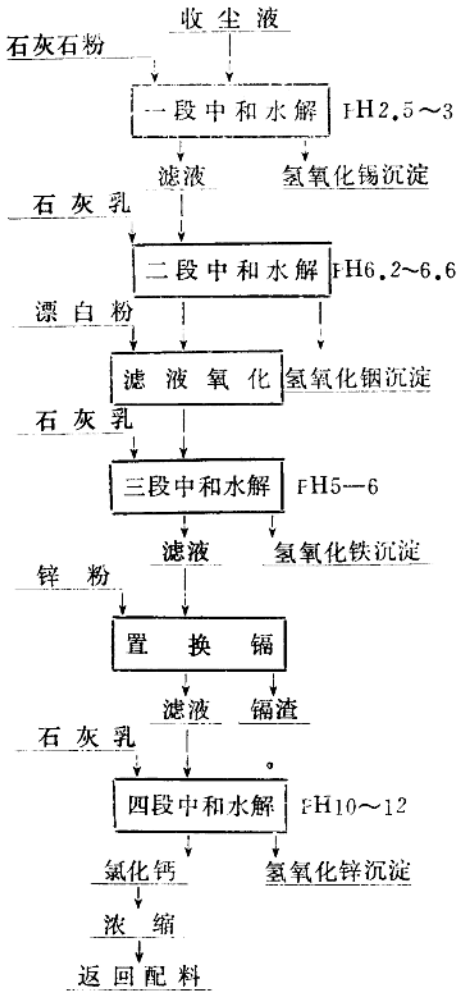 收尘液
石灰石粉
一段中和水解 pH2.5~3
滤液 氢氧化锡沉淀
石灰乳
二段中和水解 pH6.2~6.6
漂白粉
滤液氧化 氢氧化铟沉淀
石灰乳
三段中和水解 pH5—6
滤液 氢氧化铁沉淀
锌粉
置换镉
滤液 镉渣
石灰乳
四段中和水解 pH10~12
氯化钙 氢氧化锌沉淀
浓缩
返回配料